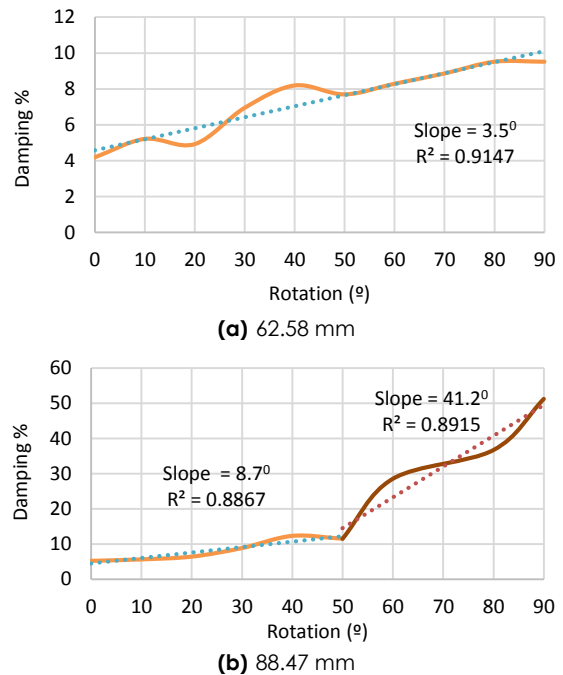 12
10
8
6
4
2
0
Damping %
Slope = 3.5⁰
R² = 0.9147
0 10 20 30 40 50 60 70 80 90
Rotation (º)
(a) 62.58 mm
60
50
40
30
20
10
0
Damping %
Slope = 41.2⁰
R² = 0.8915
Slope = 8.7⁰
R² = 0.8867
0 10 20 30 40 50 60 70 80 90
Rotation (º)
(b) 88.47 mm